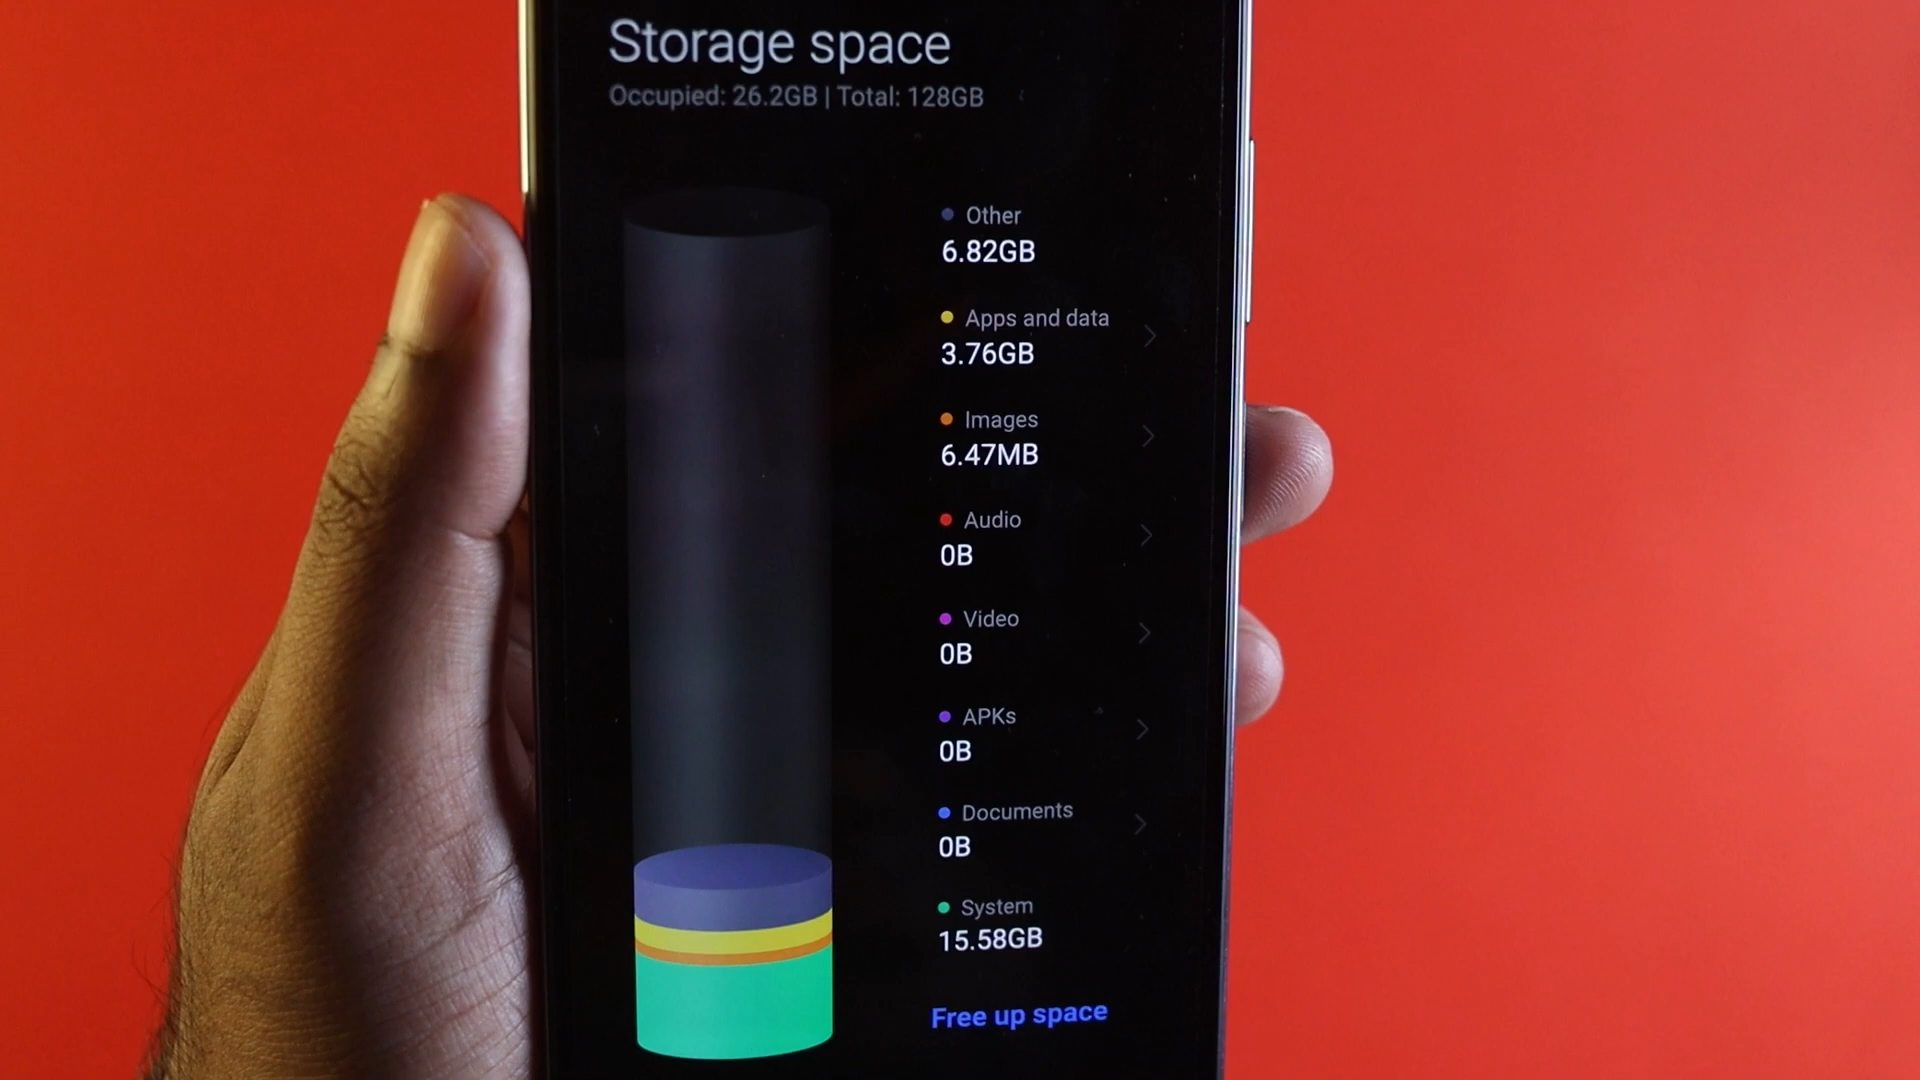 Storage space
Occupied: 26.2GB | Total: 128GB
Other
6.82GB
Apps and data
3.76GB
Images
6.47MB
Audio
0B
Video
0B
APKs
0B
Documents
0B
System
15.58GB
Free up space